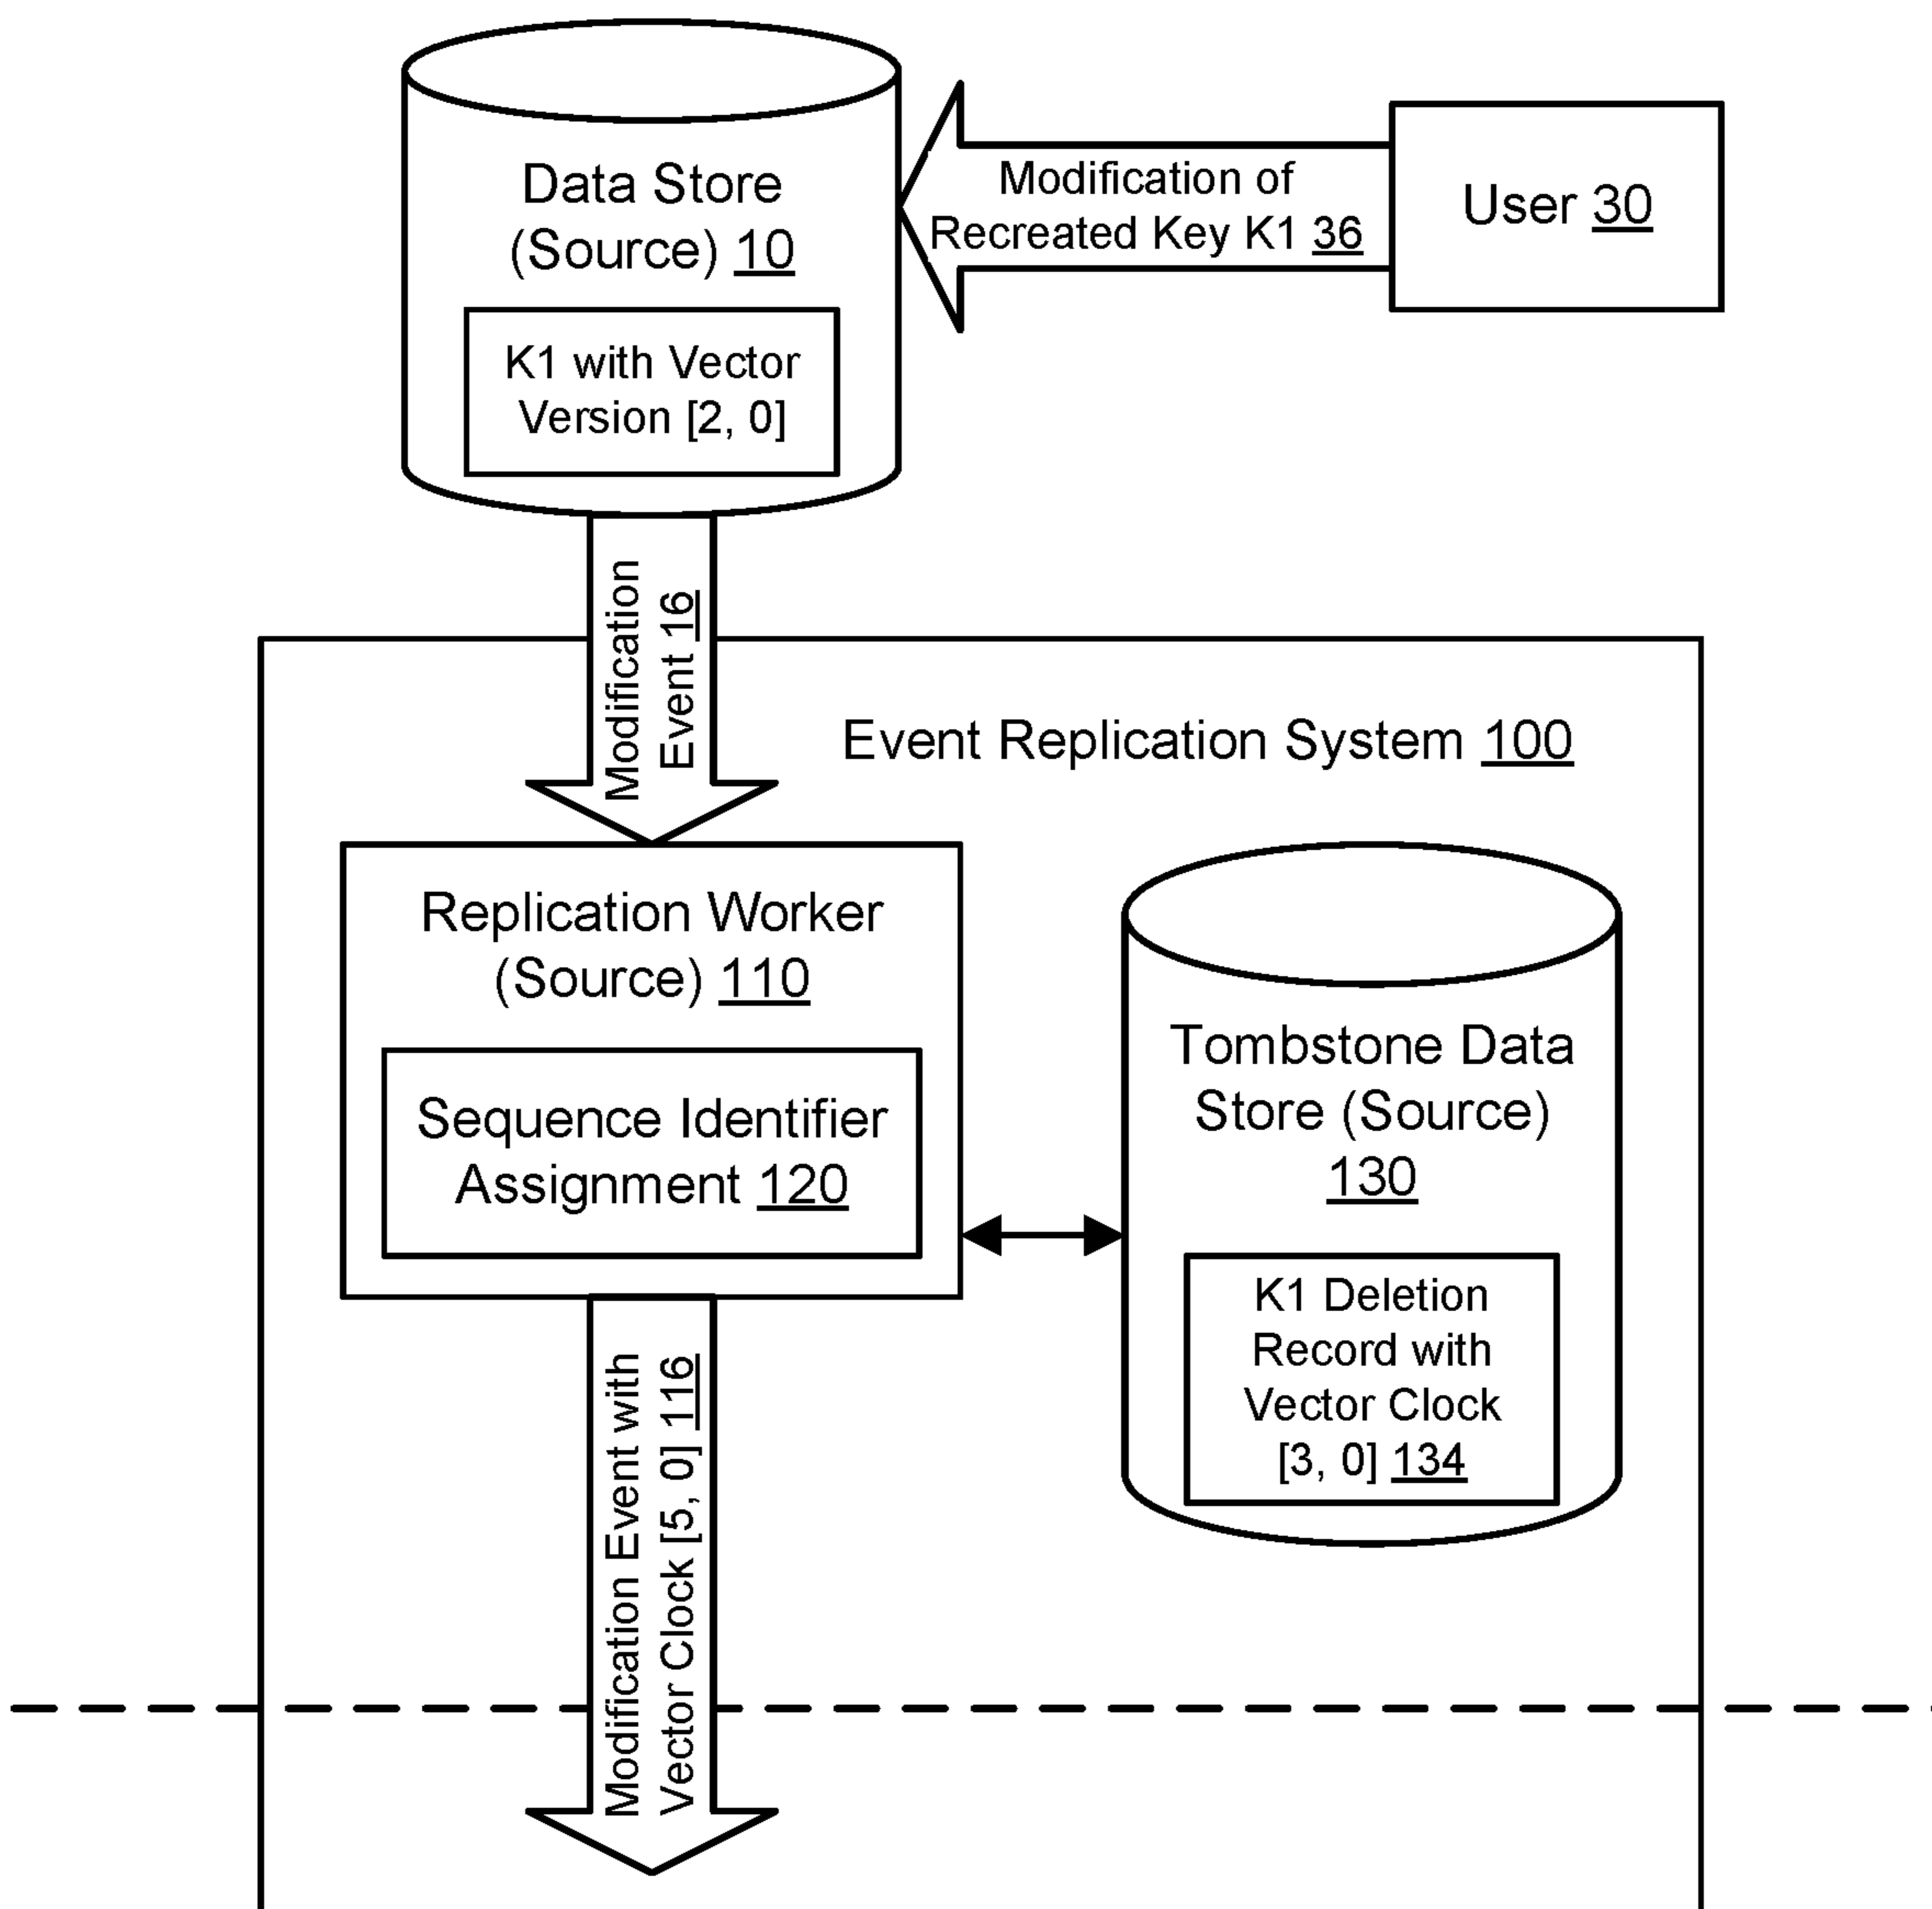 Data Store
(Source) 10
K1 with Vector
Version [2, 0]
Modification of
Recreated Key K1 36
User 30
Modification
Event 16
Event Replication System 100
Replication Worker
(Source) 110
Sequence Identifier
Assignment 120
Tombstone Data
Store (Source)
130
K1 Deletion
Record with
Vector Clock
[3, 0] 134
Modification Event with
Vector Clock [5, 0] 116